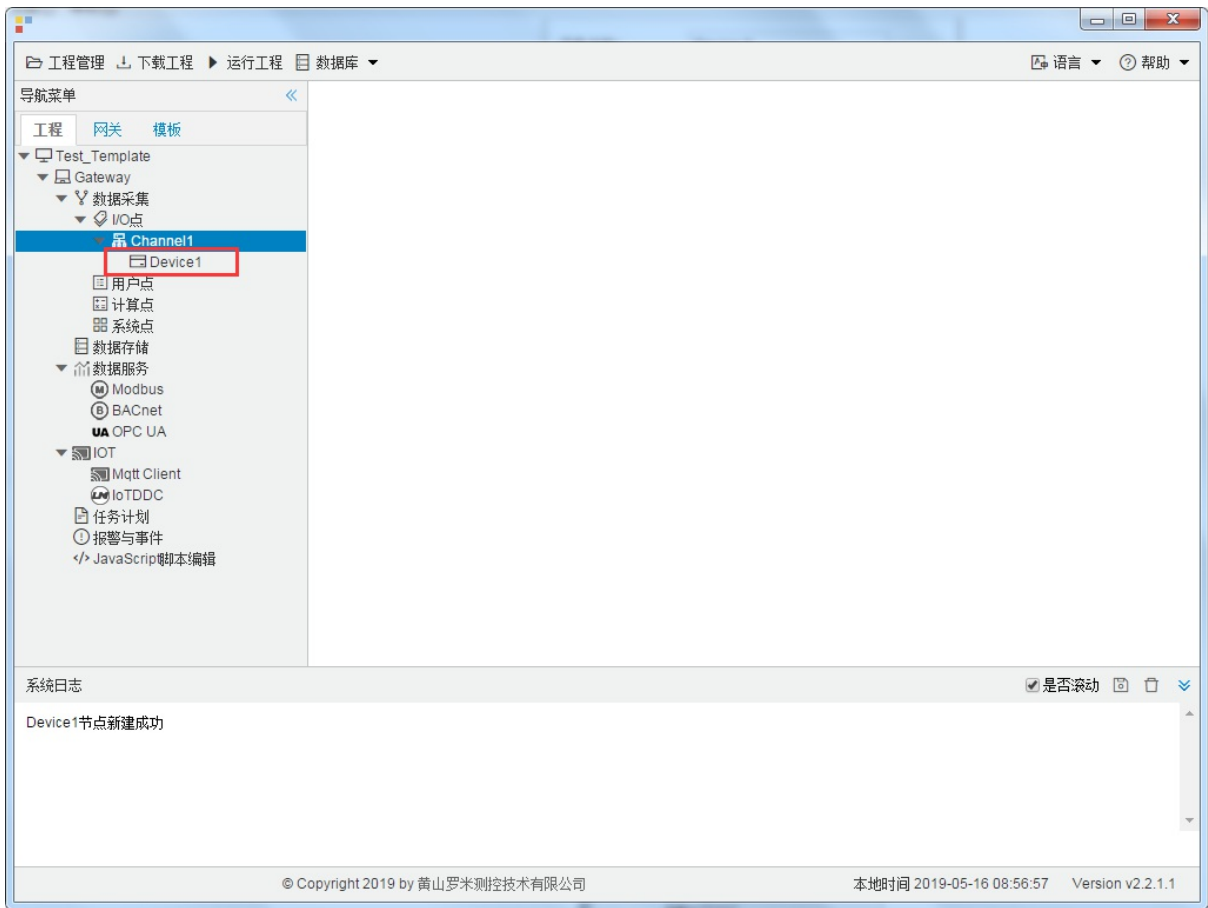 工程管理 下载工程 运行工程 数据库 语言 帮助
导航菜单
工程 网关 模板
Test_Template
Gateway
数据采集
I/O点
Channel1
Device1
用户点
计算点
系统点
数据存储
数据服务
M Modbus
B BACnet
UA OPC UA
IOT
Mqtt Client
LM IoTDDC
任务计划
报警与事件
</> JavaScript脚本编辑
系统日志 是否滚动
Device1节点新建成功
© Copyright 2019 by 黄山罗米测控技术有限公司 本地时间 2019-05-16 08:56:57 Version v2.2.1.1